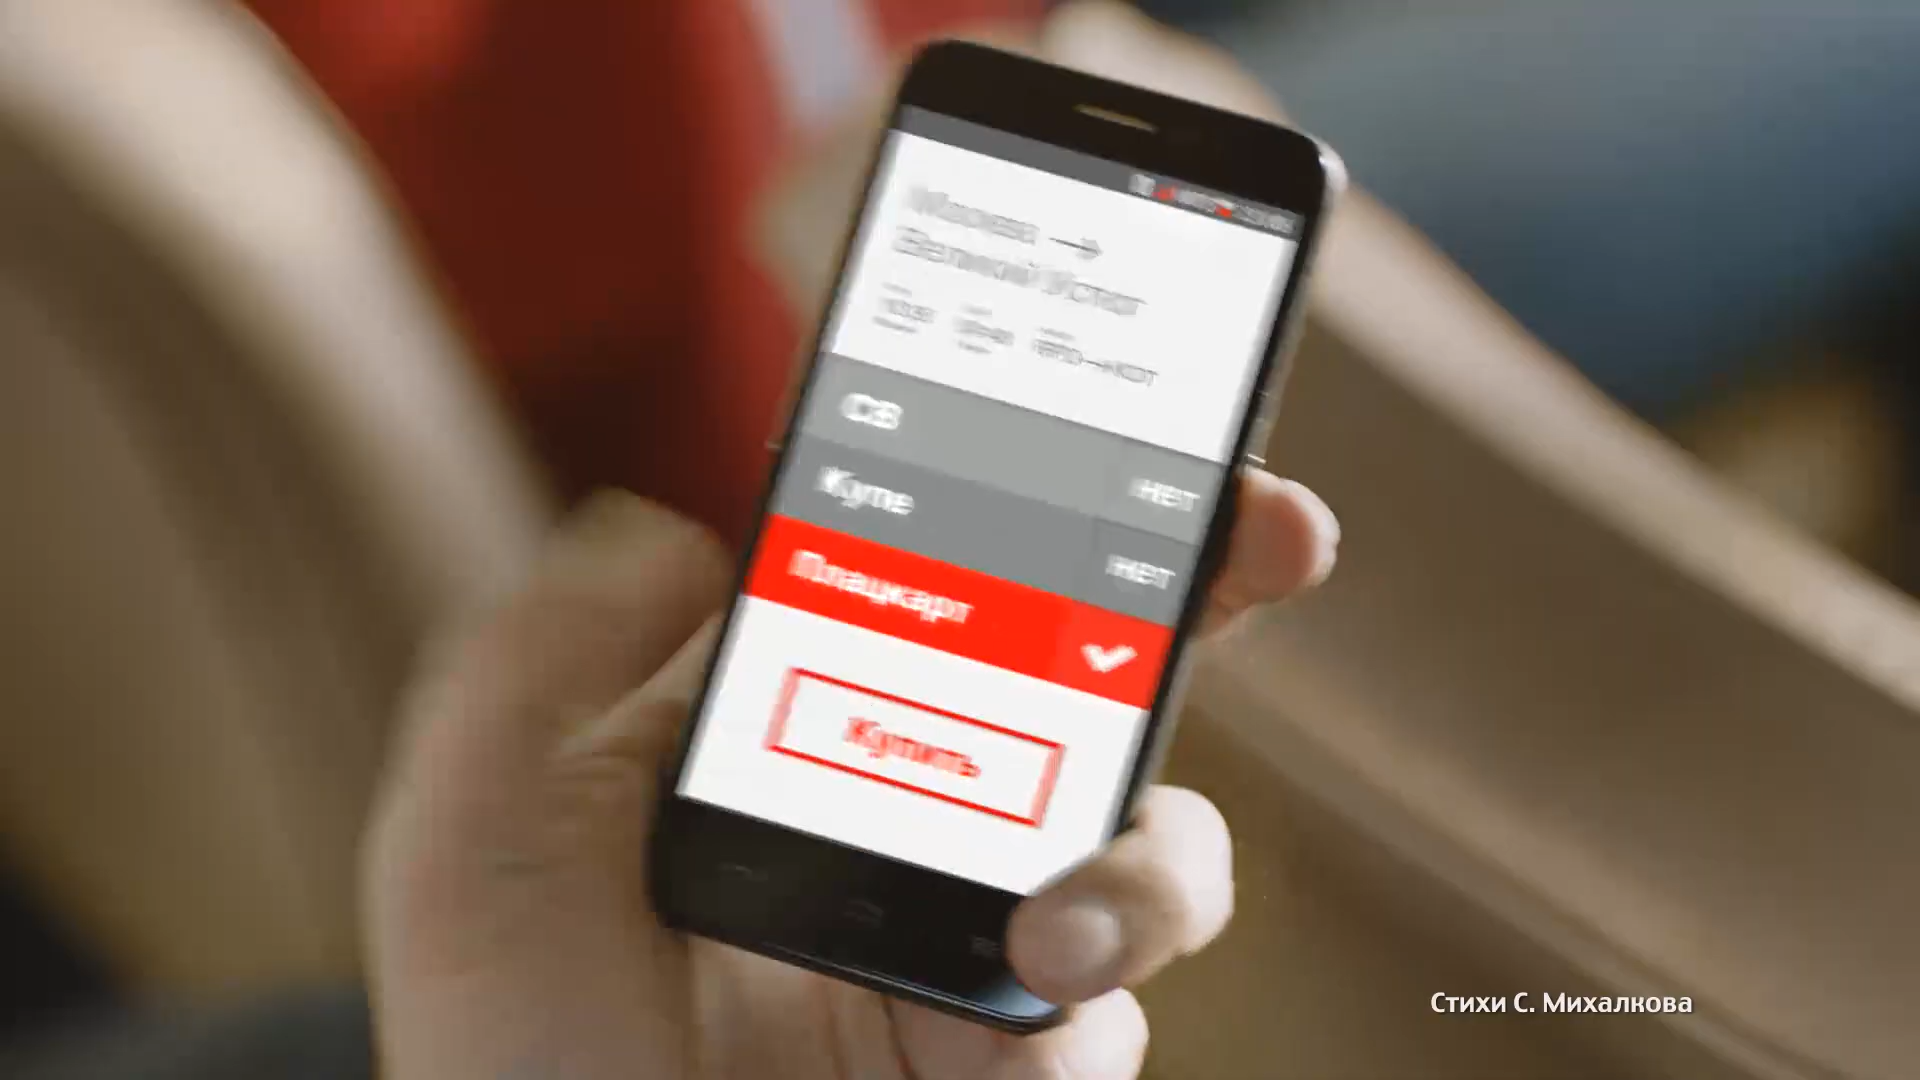 Москва →
Великий Устюг
СВ
нет
Купе
нет
Плацкарт
Купить
Стихи С. Михалкова